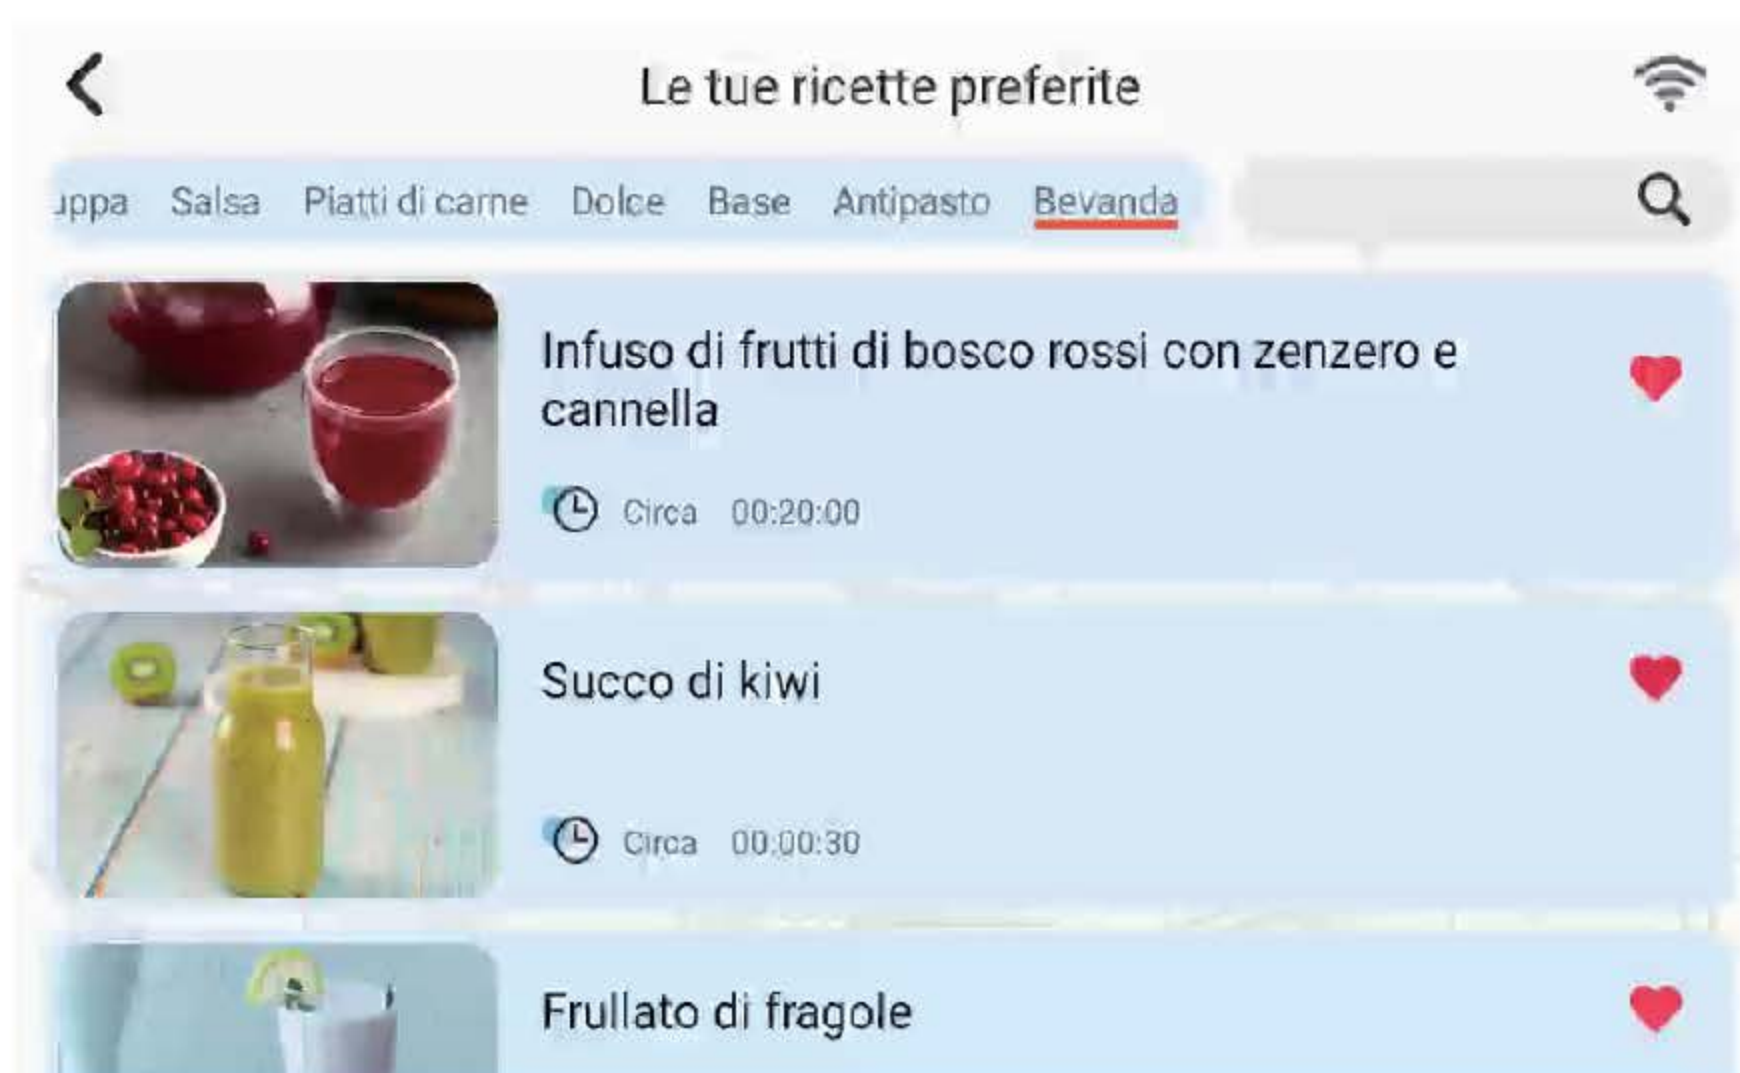 Le tue ricette preferite
uppa Salsa Piatti di carne Dolce Base Antipasto Bevanda
Infuso di frutti di bosco rossi con zenzero e
cannella
Circa 00:20:00
Succo di kiwi
Circa 00:00:30
Frullato di fragole